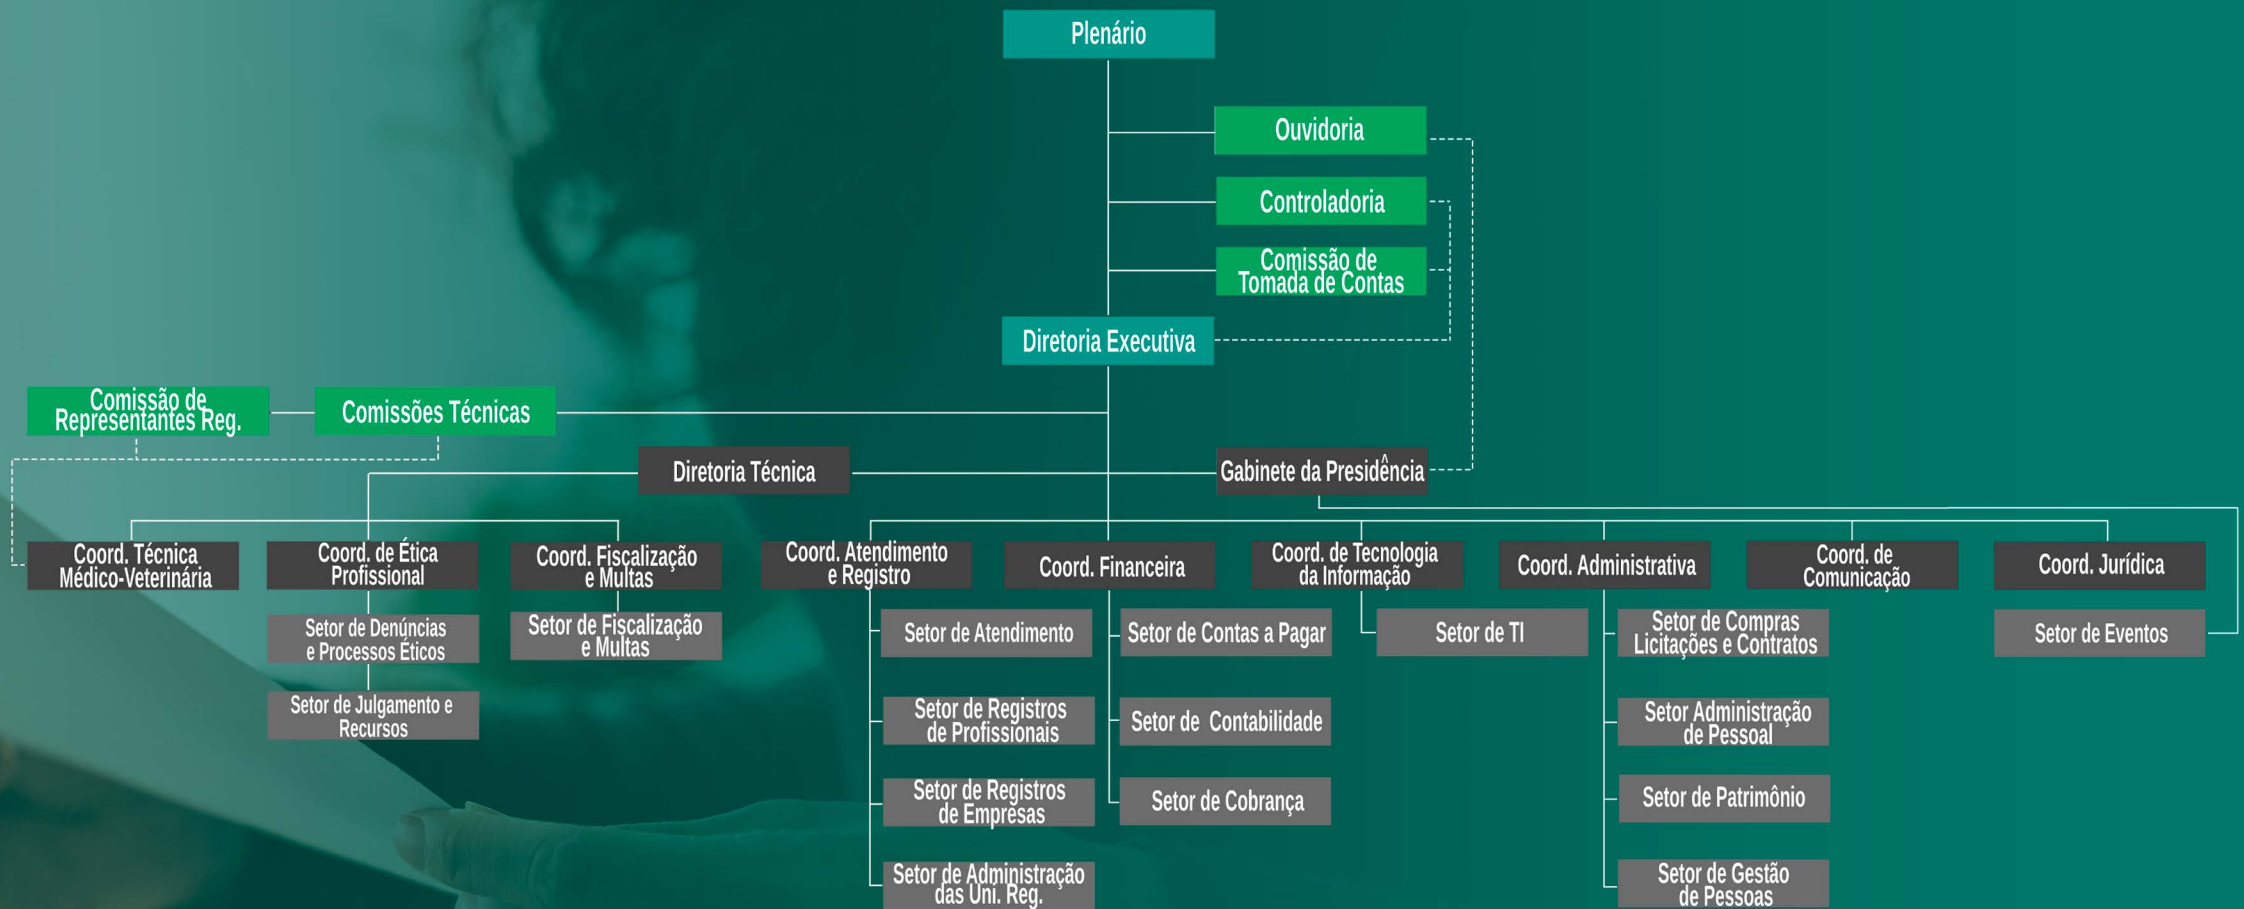 Plenário
Ouvidoria
Controladoria
Comissão de
Tomada de Contas
Diretoria Executiva
Comissão de
Representantes Reg.
Comissões Técnicas
Diretoria Técnica
Gabinete da Presidência
Coord. Técnica
Médico-Veterinária
Coord. de Ética
Profissional
Coord. Fiscalização
e Multas
Coord. Atendimento
e Registro
Coord. Financeira
Coord. de Tecnologia
da Informação
Coord. Administrativa
Coord. de
Comunicação
Coord. Jurídica
Setor de Denúncias
e Processos Éticos
Setor de Fiscalização
e Multas
Setor de Atendimento
Setor de Contas a Pagar
Setor de TI
Setor de Compras
Licitações e Contratos
Setor de Eventos
Setor de Julgamento e
Recursos
Setor de Registros
de Profissionais
Setor de  Contabilidade
Setor Administração
de Pessoal
Setor de Registros
de Empresas
Setor de Cobrança
Setor de Patrimônio
Setor de Administração
das Uni. Reg.
Setor de Gestão
de Pessoas